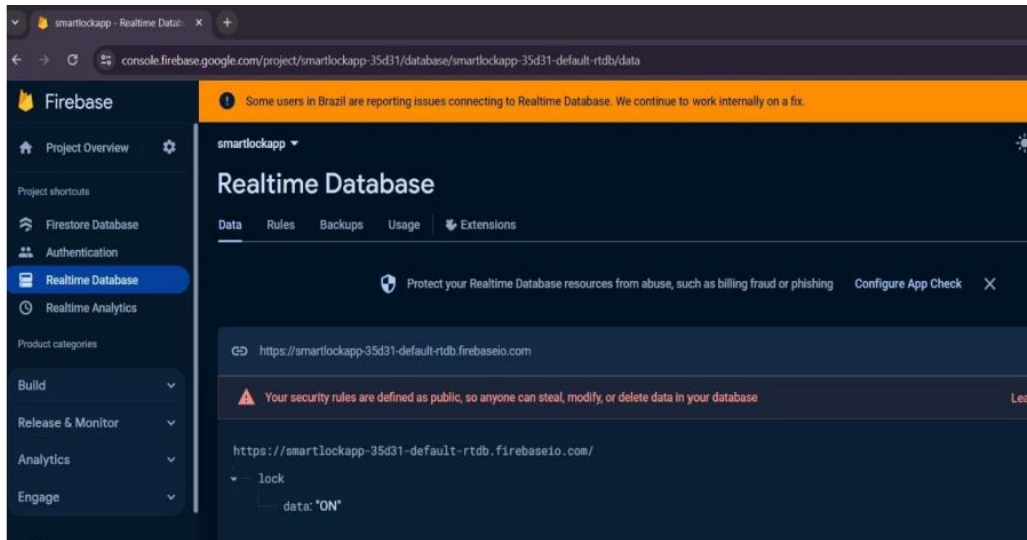 smartlockapp - Realtime Datab
console.firebase.google.com/project/smartlockapp-35d31/database/smartlockapp-35d31-default-rtdb/data
Firebase
Some users in Brazil are reporting issues connecting to Realtime Database. We continue to work internally on a fix.
Project Overview
smartlockapp
Realtime Database
Project shortcuts
Firestore Database
Authentication
Realtime Database
Realtime Analytics
Data Rules Backups Usage Extensions
Protect your Realtime Database resources from abuse, such as billing fraud or phishing Configure App Check
Product categories
Build
Release & Monitor
Analytics
Engage
https://smartlockapp-35d31-default-rtdb.firebaseio.com
Your security rules are defined as public, so anyone can steal, modify, or delete data in your database Lea
https://smartlockapp-35d31-default-rtdb.firebaseio.com/
lock
data: "ON"